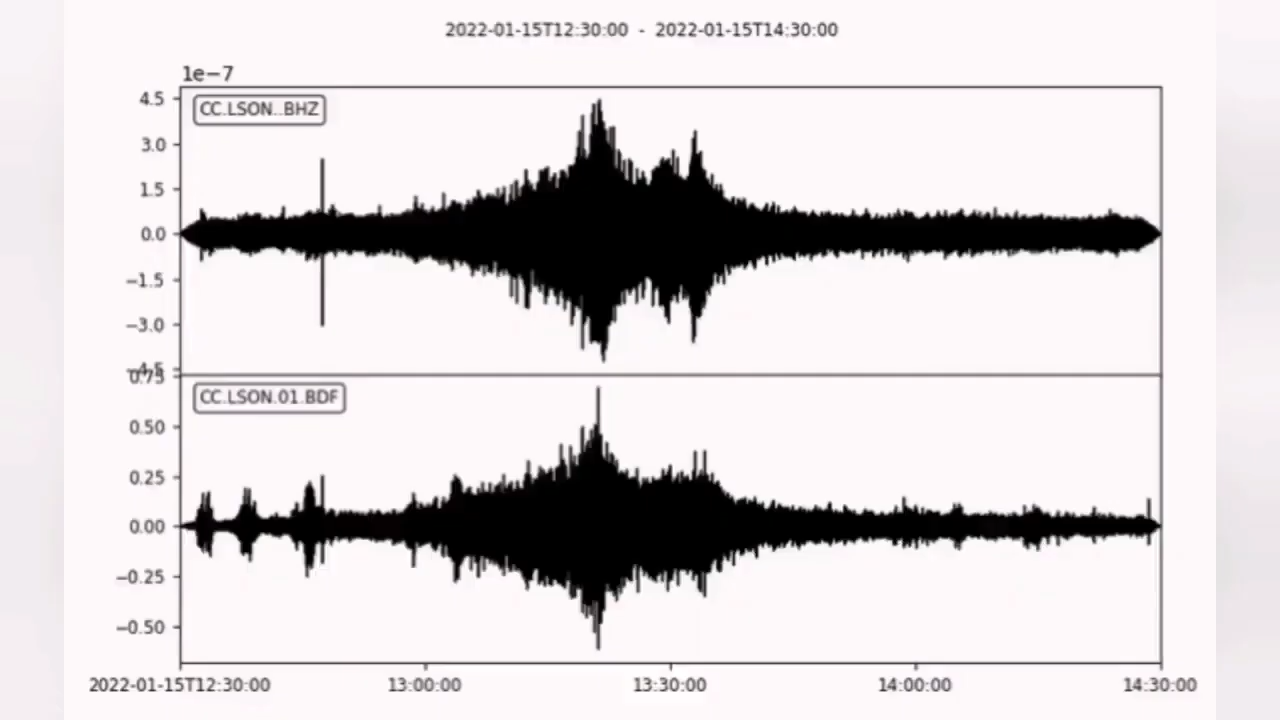 2022-01-15T12:30:00 - 2022-01-15T14:30:00
1e−7
CC.LSON..BHZ
4.5
3.0
1.5
0.0
−1.5
−3.0
−4.5
0.75
CC.LSON.01.BDF
0.50
0.25
0.00
−0.25
−0.50
2022-01-15T12:30:00 13:00:00 13:30:00 14:00:00 14:30:00